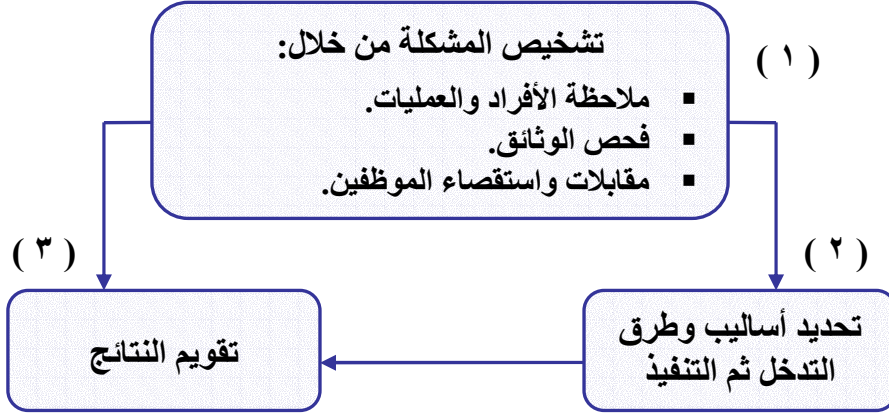 تشخيص المشكلة من خلال:
( ١ )
▪ ملاحظة الأفراد والعمليات.
▪ فحص الوثائق.
▪ مقابلات واستقصاء الموظفين.
( ٢ )
تحديد أساليب وطرق
التدخل ثم التنفيذ
( ٣ )
تقويم النتائج